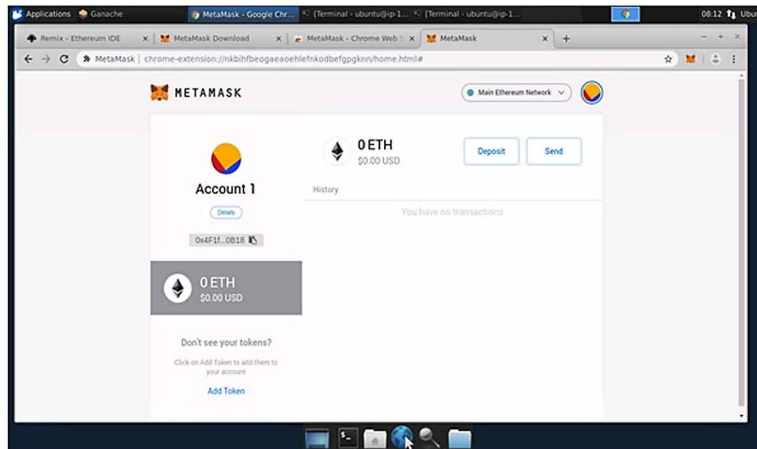 Applications Ganache MetaMask - Google Chr... [Terminal - ubuntu@ip-1... [Terminal - ubuntu@ip-1... 08:12 Ubu
Remix - Ethereum IDE MetaMask Download MetaMask - Chrome Web S MetaMask
MetaMask | chrome-extension://nkbihfbeogaeaoehlefnkodbefgpgknn/home.html#
METAMASK Main Ethereum Network
0 ETH
$0.00 USD
Deposit Send
Account 1
Details
History
You have no transactions
0x4F1f...0B18
0 ETH
$0.00 USD
Don't see your tokens?
Click on Add Token to add them to
your account
Add Token